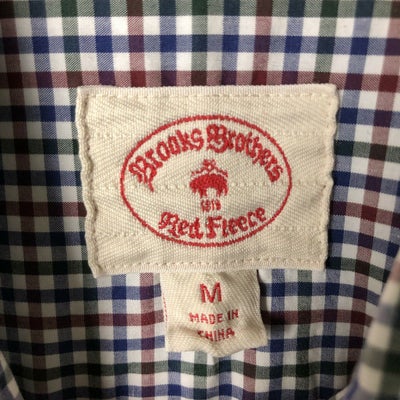 Brooks Brothers
1818
Red Fleece
M
MADE IN
CHINA